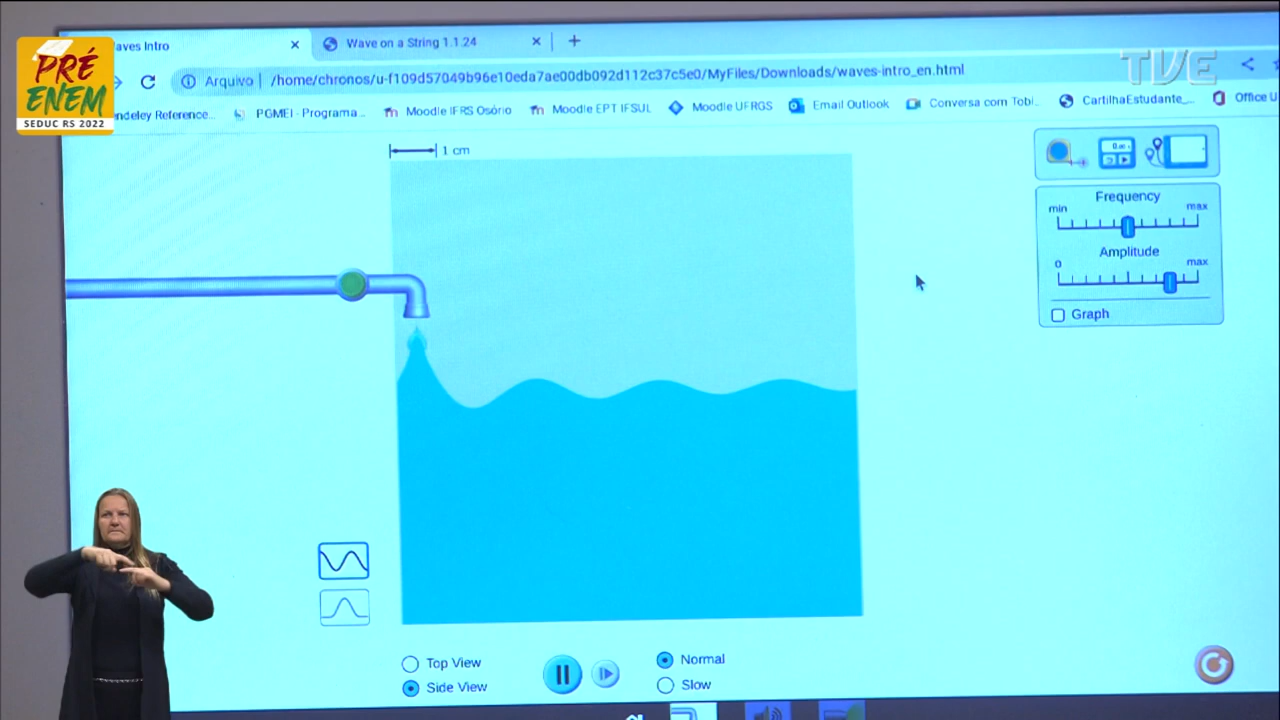 PRÉ
ENEM
SEDUC RS 2022
TVE
aves Intro
Wave on a String 1.1.24
Arquivo | /home/chronos/u-f109d57049b96e10eda7ae00db092d112c37c5e0/MyFiles/Downloads/waves-intro_en.html
endeley Reference... PGMEI - Programa... Moodle IFRS Osório Moodle EPT IFSUL Moodle UFRGS Email Outlook Conversa com Tobi... CartilhaEstudante_... Office U
1 cm
Frequency
min max
Amplitude
0 max
Graph
Top View
Side View
Normal
Slow